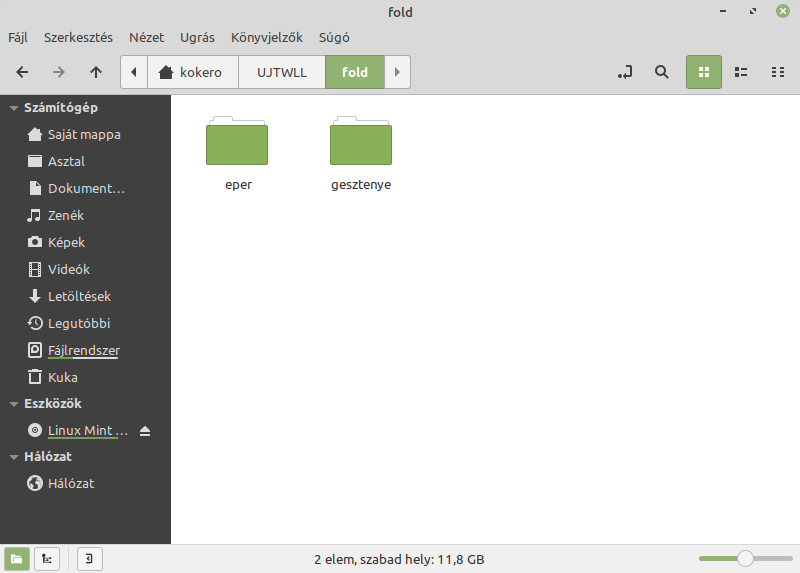 fold
Fájl Szerkesztés Nézet Ugrás Könyvjelzők Súgó
kokero UJTWLL fold
Számítógép
Saját mappa
Asztal
Dokument...
Zenék
Képek
Videók
Letöltések
Legutóbbi
Fájlrendszer
Kuka
Eszközök
Linux Mint ...
Hálózat
Hálózat
eper gesztenye
2 elem, szabad hely: 11,8 GB